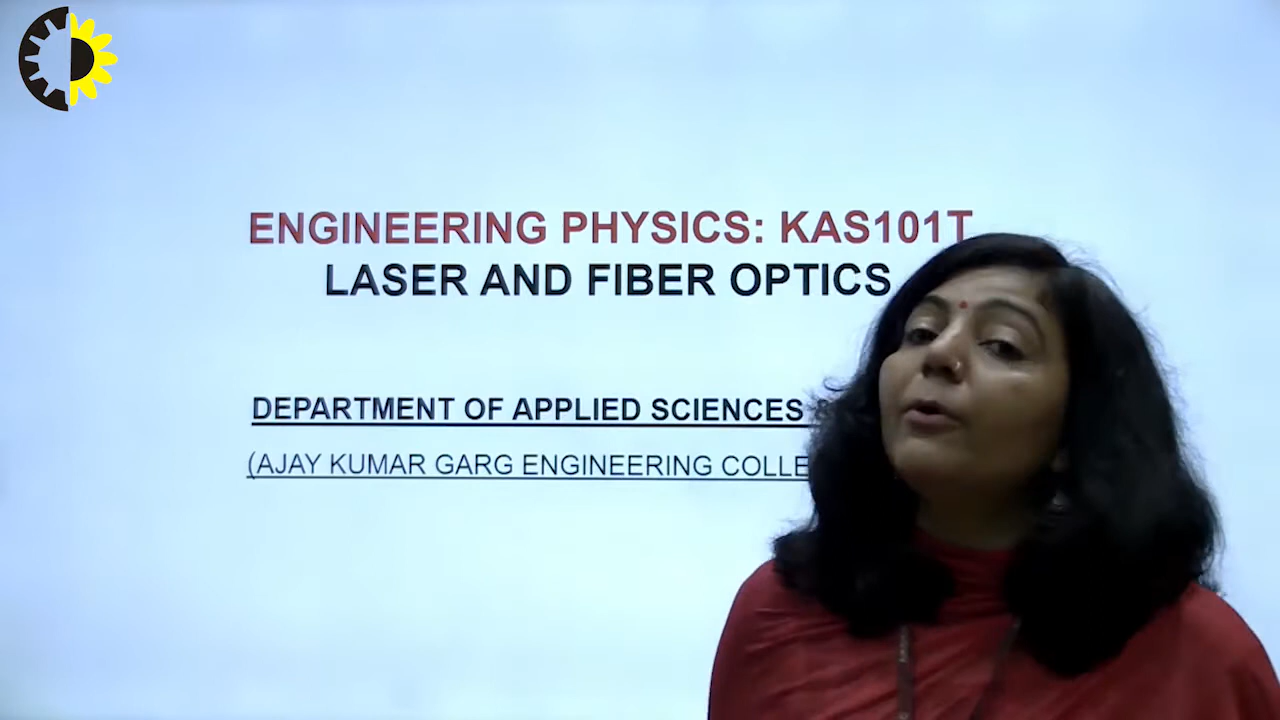 ENGINEERING PHYSICS: KAS101T
LASER AND FIBER OPTICS
DEPARTMENT OF APPLIED SCIENCES
(AJAY KUMAR GARG ENGINEERING